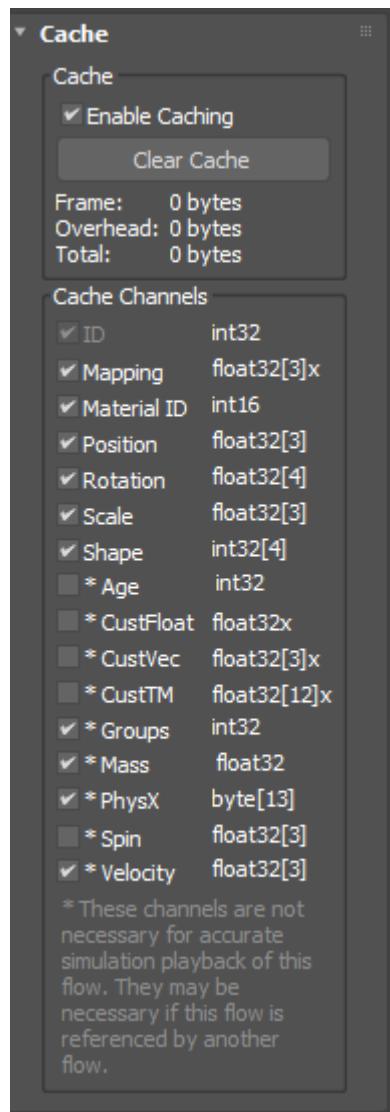 Cache
Cache
Enable Caching
Clear Cache
Frame: 0 bytes
Overhead: 0 bytes
Total: 0 bytes
Cache Channels
ID int32
Mapping float32[3]x
Material ID int16
Position float32[3]
Rotation float32[4]
Scale float32[3]
Shape int32[4]
* Age int32
* CustFloat float32x
* CustVec float32[3]x
* CustTM float32[12]x
* Groups int32
* Mass float32
* PhysX byte[13]
* Spin float32[3]
* Velocity float32[3]
* These channels are not
necessary for accurate
simulation playback of this
flow. They may be
necessary if this flow is
referenced by another
flow.